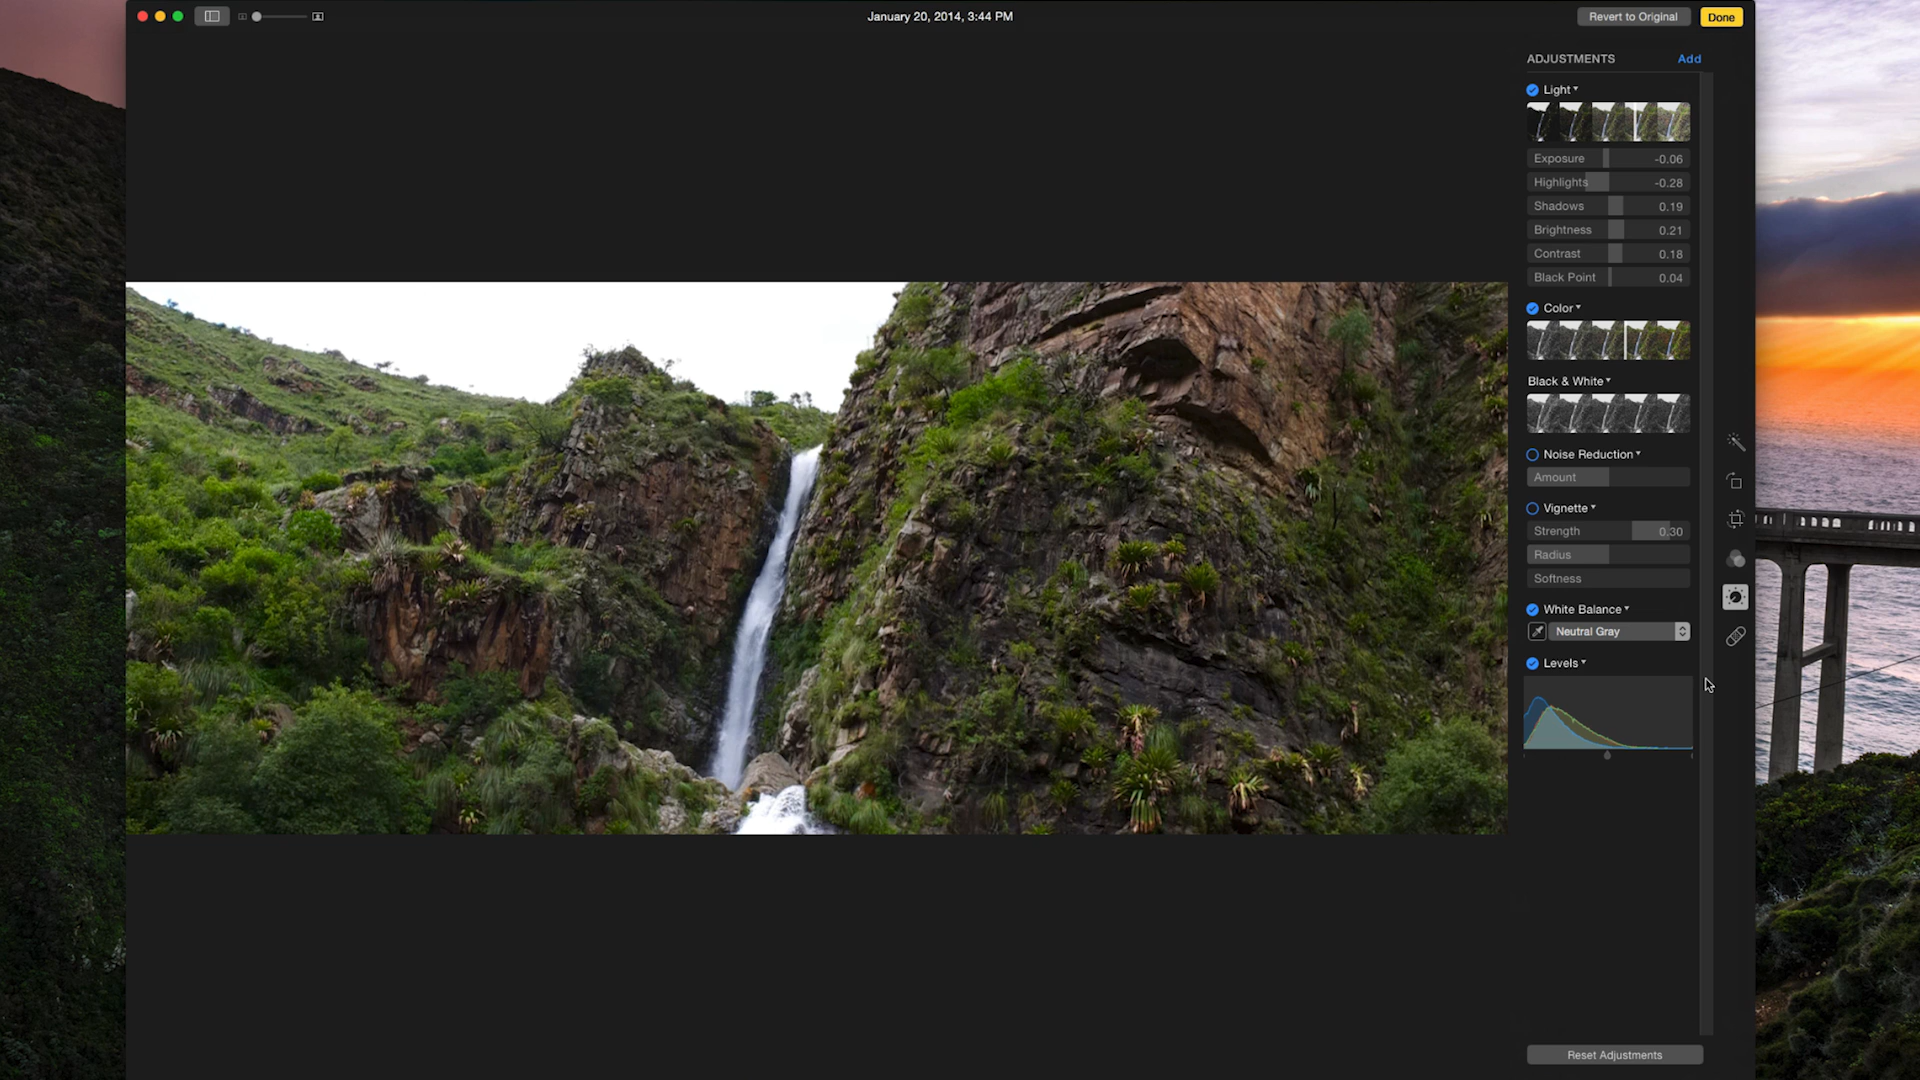 January 20, 2014, 3:44 PM
Revert to Original
Done
ADJUSTMENTS
Add
Light
Exposure -0.06
Highlights -0.28
Shadows 0.19
Brightness 0.21
Contrast 0.18
Black Point 0.04
Color
Black & White
Noise Reduction
Amount
Vignette
Strength 0.30
Radius
Softness
White Balance
Neutral Gray
Levels
Reset Adjustments